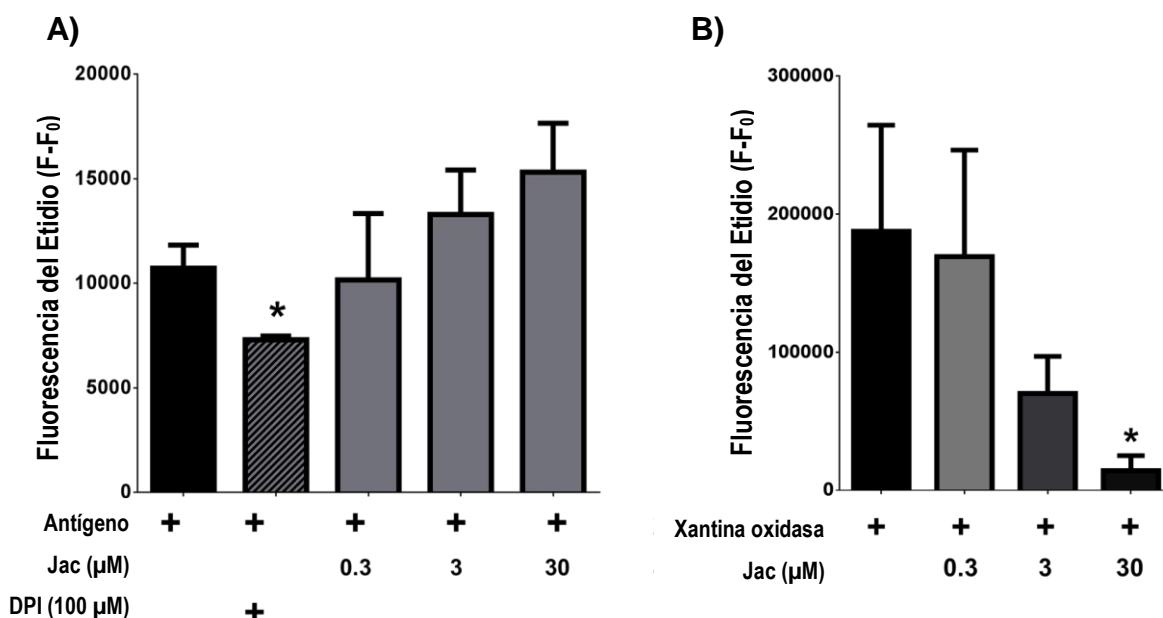 A)
Fluorescencia del Etidio (F-F₀)
20000
15000
10000
5000
0
*
Antígeno + + + + +
Jac (µM) 0.3 3 30
DPI (100 µM) +
B)
Fluorescencia del Etidio (F-F₀)
300000
200000
100000
0
*
Xantina oxidasa + + + +
Jac (µM) 0.3 3 30